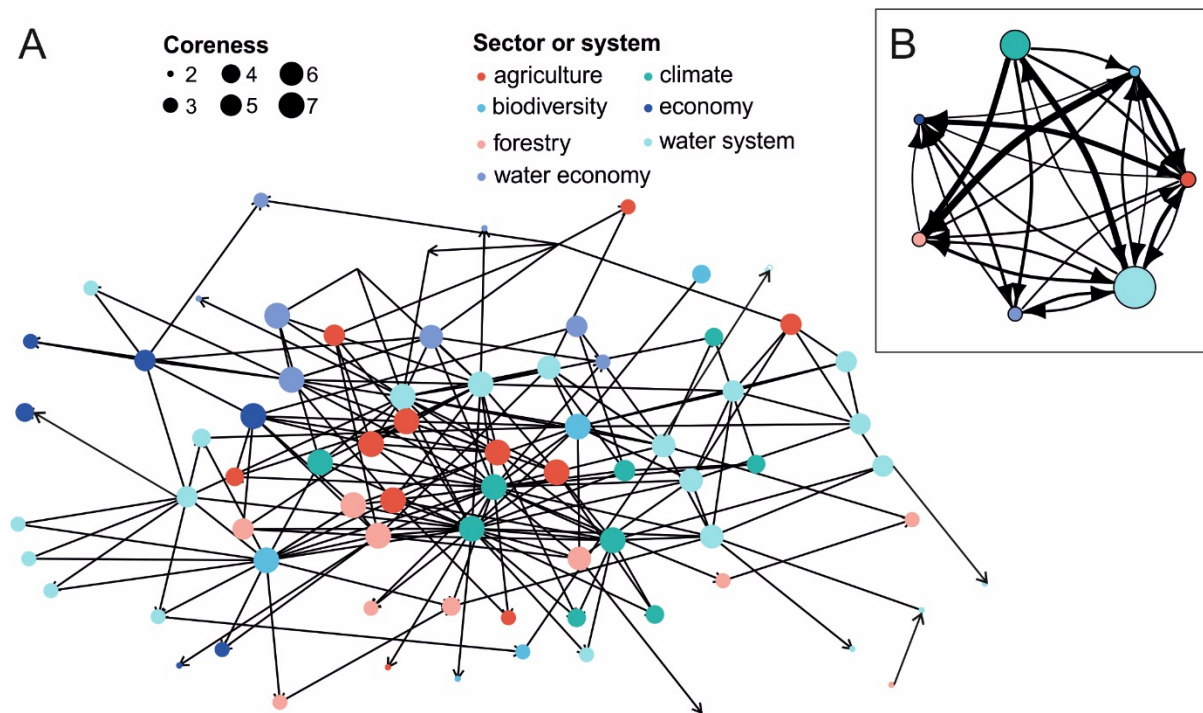 A
Coreness
2 4 6
3 5 7
Sector or system
agriculture climate
biodiversity economy
forestry water system
water economy
B